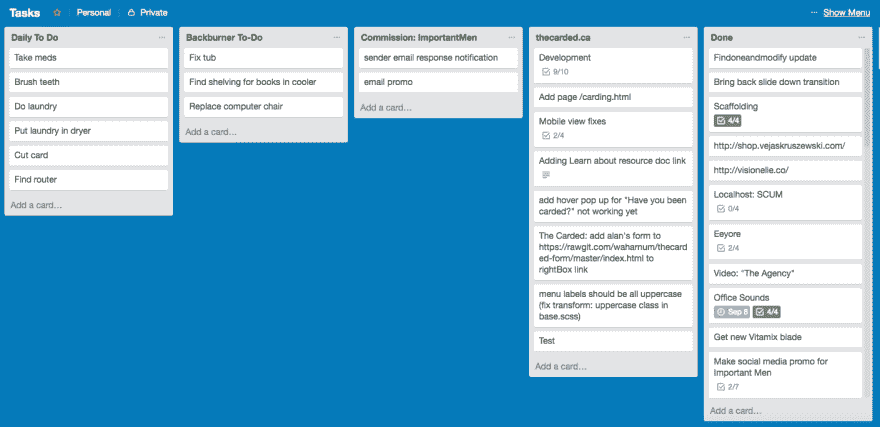 Tasks
Personal
Private
... Show Menu
Daily To Do
Take meds
Brush teeth
Do laundry
Put laundry in dryer
Cut card
Find router
Add a card...
Backburner To-Do
Fix tub
Find shelving for books in cooler
Replace computer chair
Add a card...
Commission: ImportantMen
sender email response notification
email promo
Add a card...
thecarded.ca
Development
9/10
Add page /carding.html
Mobile view fixes
2/4
Adding Learn about resource doc link
add hover pop up for "Have you been
carded?" not working yet
The Carded: add alan's form to
https://rawgit.com/waharnum/thecard
ed-form/master/index.html to
rightBox link
menu labels should be all uppercase
(fix transform: uppercase class in
base.scss)
Test
Add a card...
Done
Findoneandmodify update
Bring back slide down transition
Scaffolding
4/4
http://shop.vejaskruszewski.com/
http://visionelle.co/
Localhost: SCUM
0/4
Eeyore
2/4
Video: "The Agency"
Office Sounds
Sep 8 4/4
Get new Vitamix blade
Make social media promo for
Important Men
2/7
Add a card...